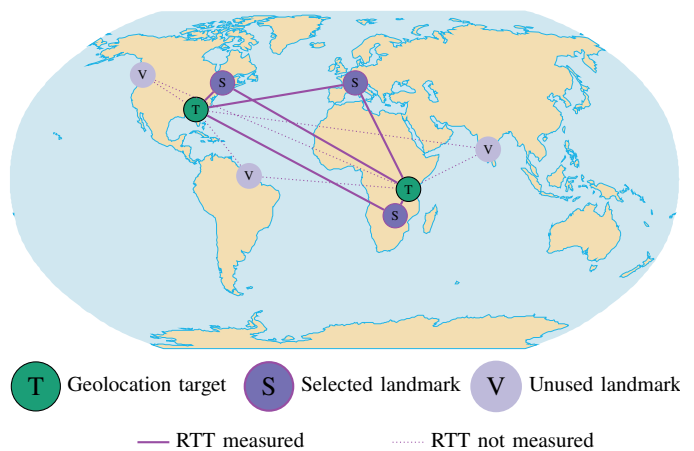 V
S
S
T
V
V
T
S
T Geolocation target S Selected landmark V Unused landmark
RTT measured RTT not measured